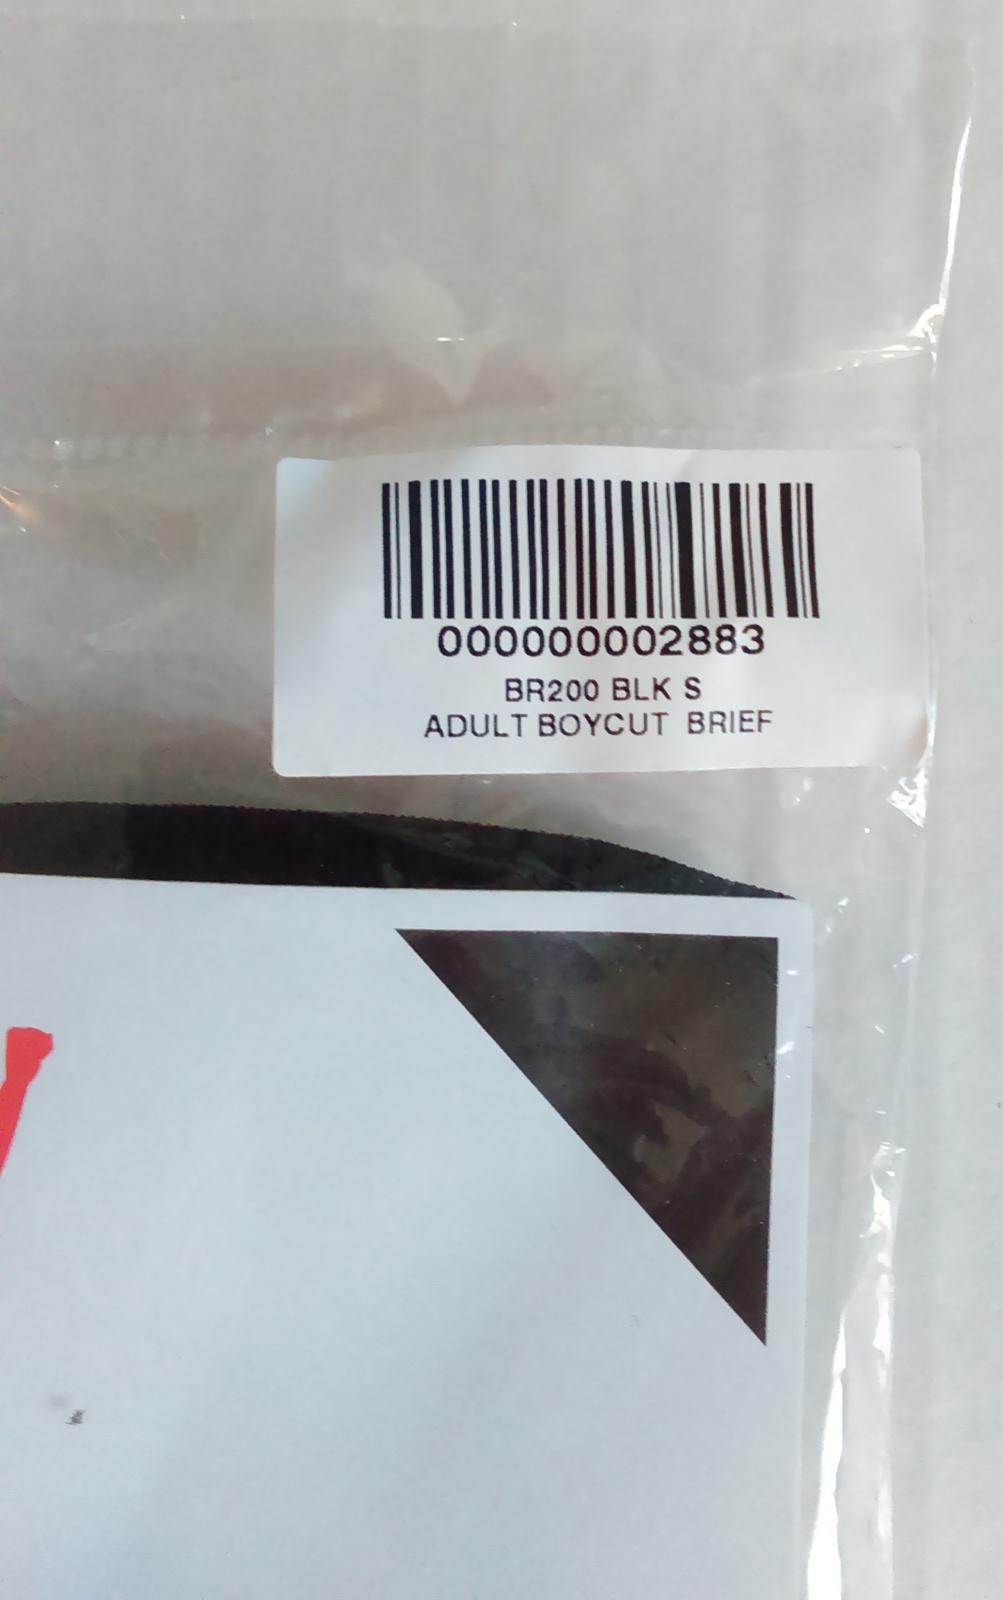 000000002883
BR200 BLK S
ADULT BOYCUT BRIEF